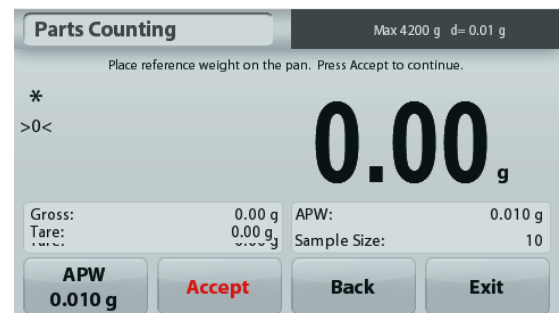 Parts Counting
Max 4200 g d= 0.01 g
Place reference weight on the pan. Press Accept to continue.
*
>0<
0.00 g
Gross: 0.00 g
Tare: 0.00 g
APW: 0.010 g
Sample Size: 10
APW
0.010 g
Accept
Back
Exit